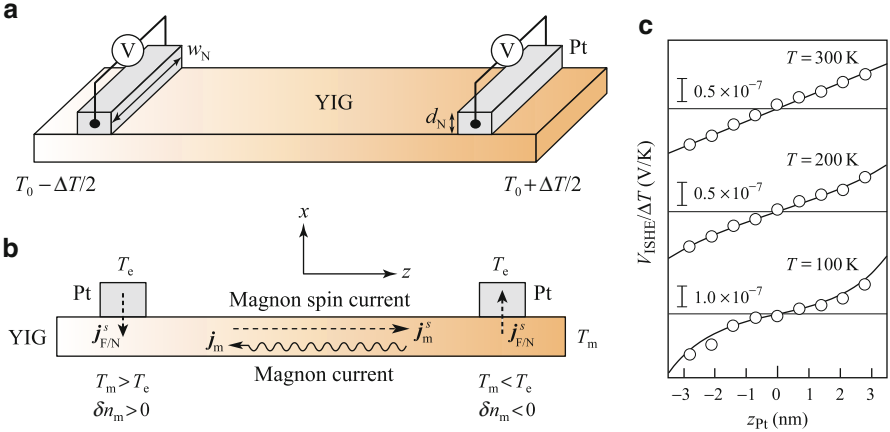 a
V
w_N
V
Pt
YIG
d_N
T_0 − ΔT/2
T_0 + ΔT/2
b
x
z
T_e
T_e
Pt
Magnon spin current
Pt
YIG
j^s_F/N
j_m
j^s_m
j^s_F/N
T_m
Magnon current
T_m > T_e
T_m < T_e
δn_m > 0
δn_m < 0
c
V_ISHE/ΔT (V/K)
T = 300 K
0.5 × 10^−7
T = 200 K
0.5 × 10^−7
T = 100 K
1.0 × 10^−7
−3 −2 −1 0 1 2 3
z_Pt (nm)